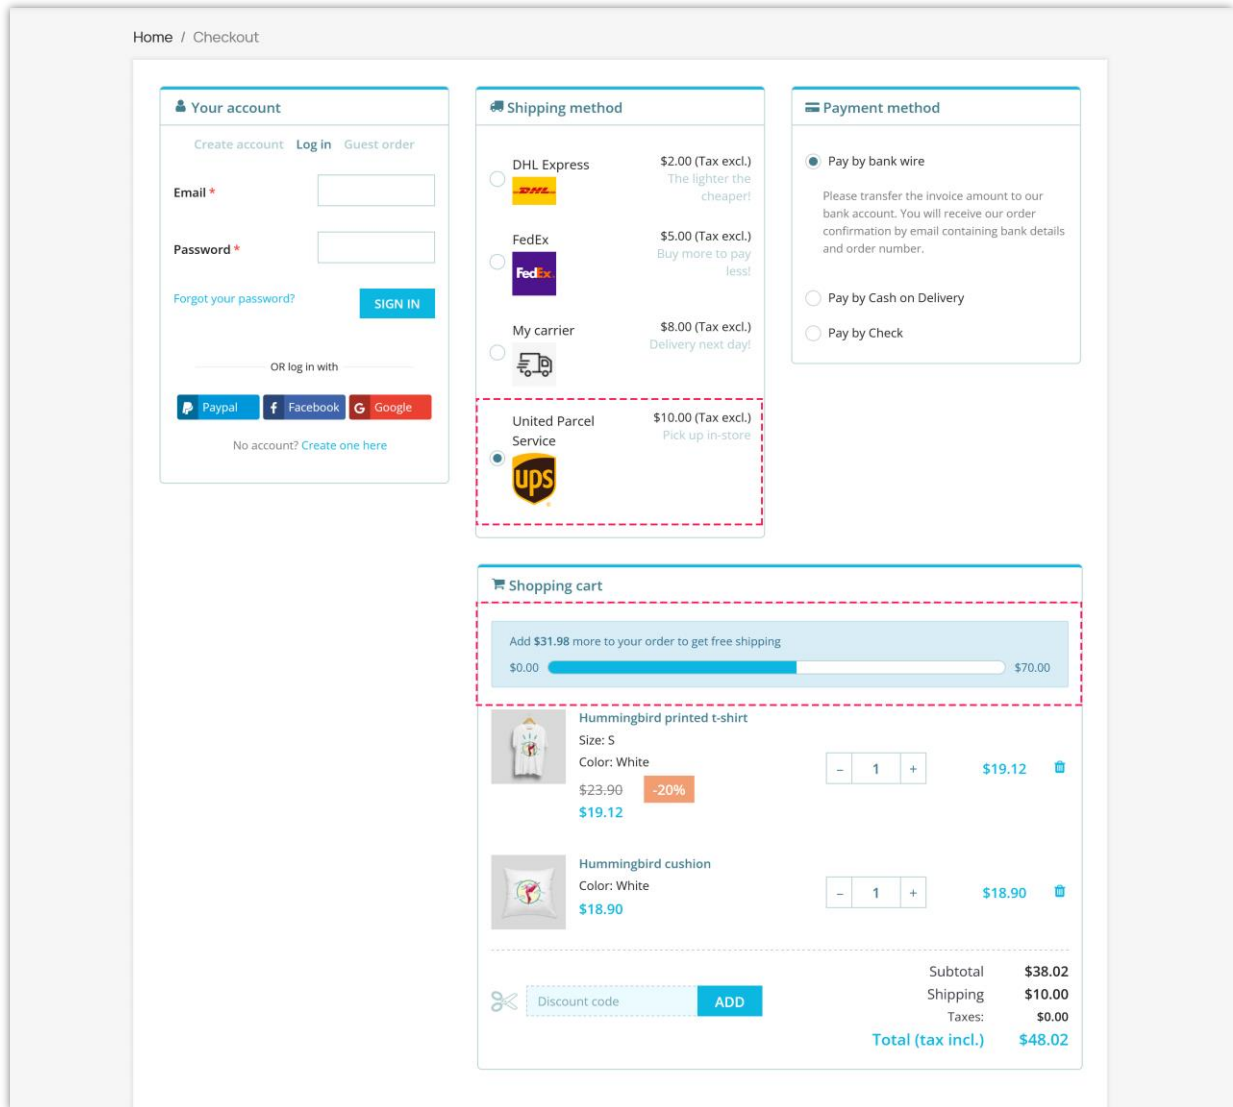 Home / Checkout
Your account
Create account Log in Guest order
Email *
Password *
Forgot your password?
SIGN IN
OR log in with
Paypal
Facebook
Google
No account? Create one here
Shipping method
DHL Express
$2.00 (Tax excl.)
The lighter the
cheaper!
DHL
FedEx
$5.00 (Tax excl.)
Buy more to pay
less!
FedEx
My carrier
$8.00 (Tax excl.)
Delivery next day!
United Parcel
Service
$10.00 (Tax excl.)
Pick up in-store
ups
Payment method
Pay by bank wire
Please transfer the invoice amount to our
bank account. You will receive our order
confirmation by email containing bank details
and order number.
Pay by Cash on Delivery
Pay by Check
Shopping cart
Add $31.98 more to your order to get free shipping
$0.00
$70.00
Hummingbird printed t-shirt
Size: S
Color: White
$23.90 -20%
$19.12
– 1 +
$19.12
Hummingbird cushion
Color: White
$18.90
– 1 +
$18.90
Discount code
ADD
Subtotal $38.02
Shipping $10.00
Taxes: $0.00
Total (tax incl.) $48.02